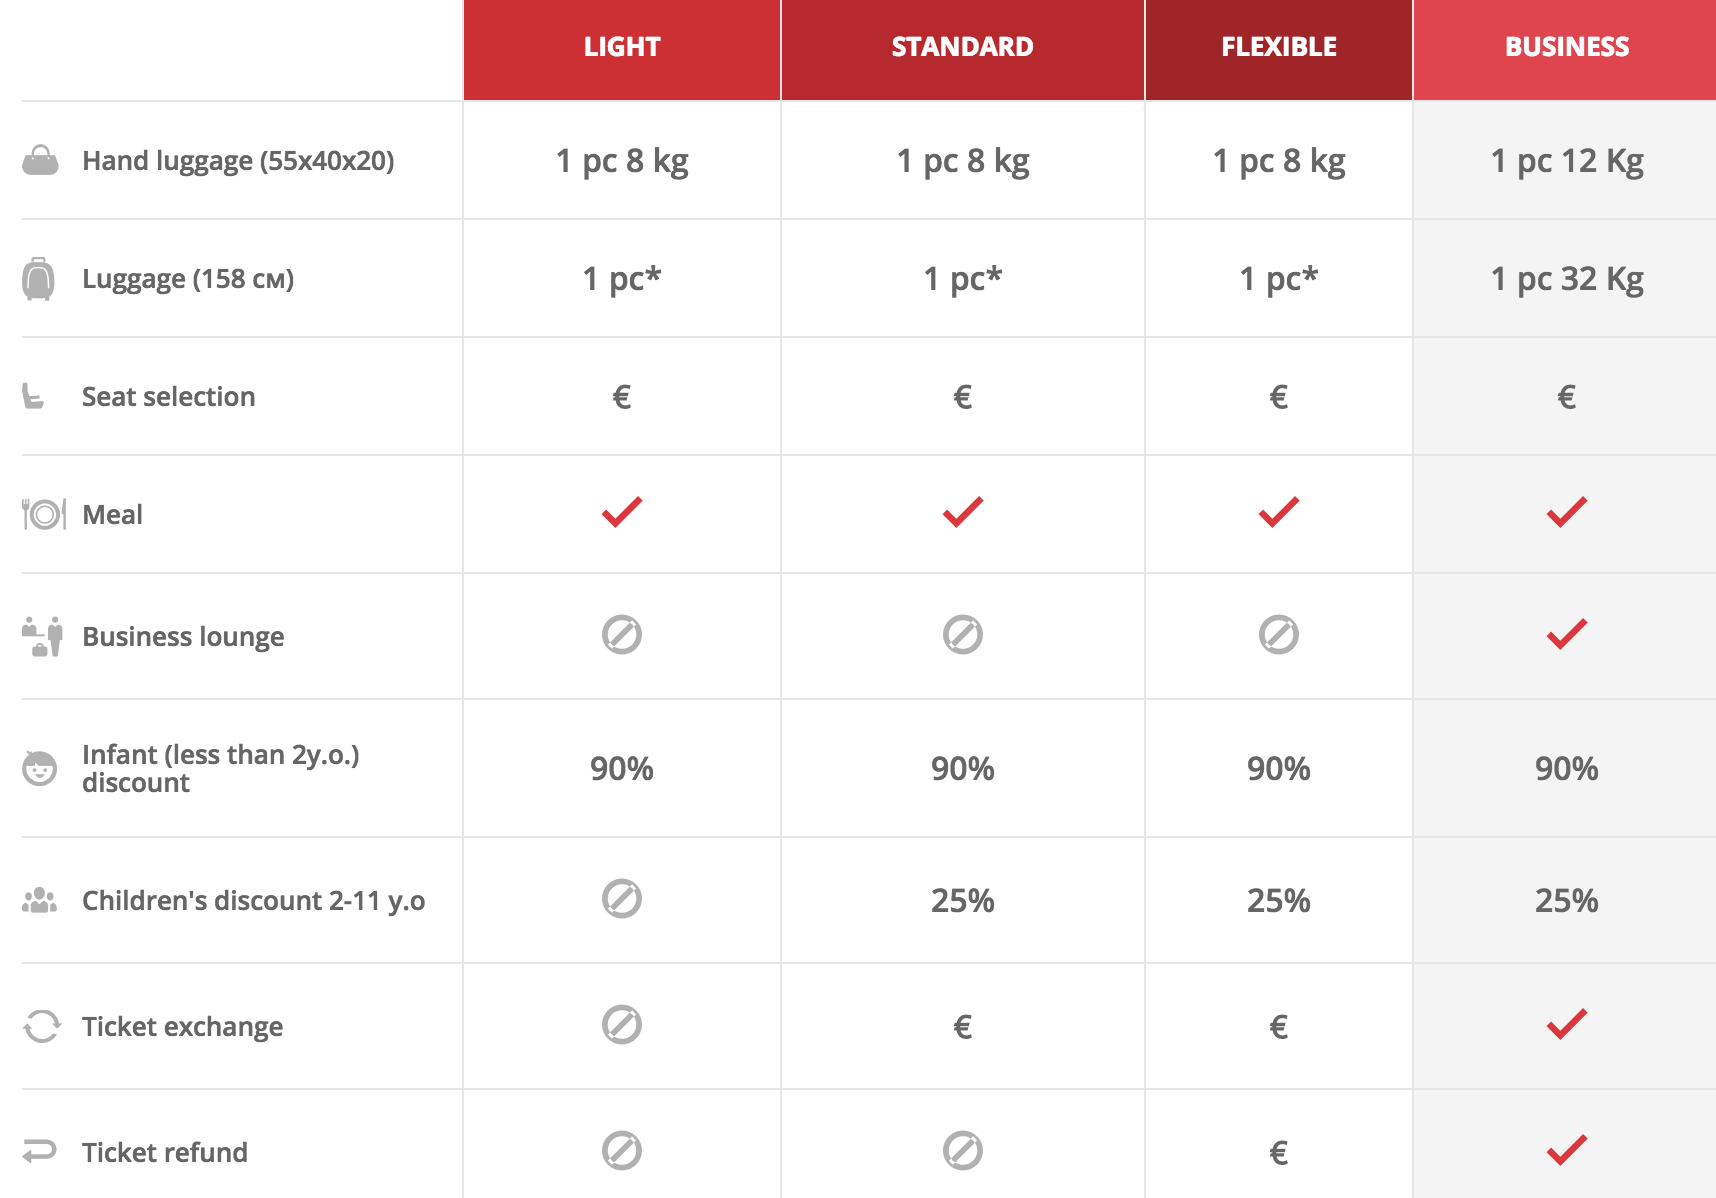 LIGHT STANDARD FLEXIBLE BUSINESS
Hand luggage (55x40x20) 1 pc 8 kg 1 pc 8 kg 1 pc 8 kg 1 pc 12 Kg
Luggage (158 см) 1 pc* 1 pc* 1 pc* 1 pc 32 Kg
Seat selection € € € €
Meal
Business lounge
Infant (less than 2y.o.)
discount 90% 90% 90% 90%
Children's discount 2-11 y.o 25% 25% 25%
Ticket exchange € €
Ticket refund €